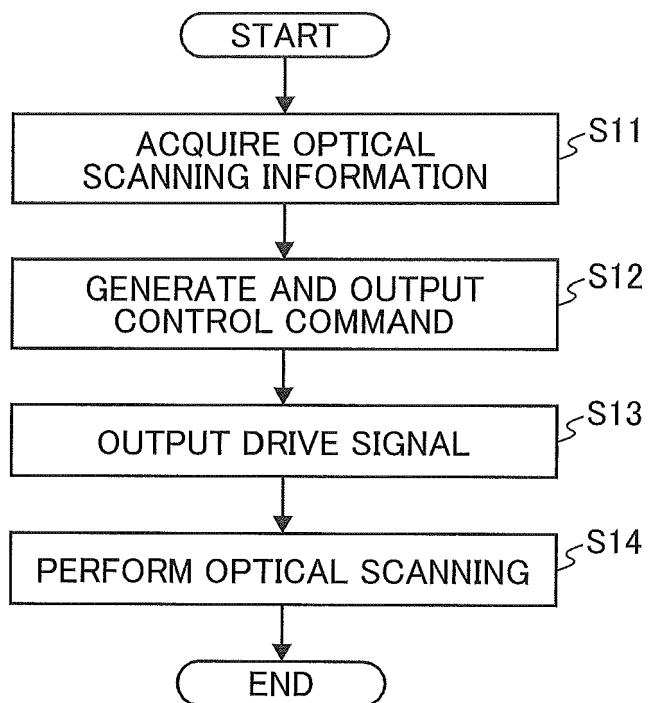 START
ACQUIRE OPTICAL
SCANNING INFORMATION
S11
GENERATE AND OUTPUT
CONTROL COMMAND
S12
OUTPUT DRIVE SIGNAL
S13
PERFORM OPTICAL SCANNING
S14
END